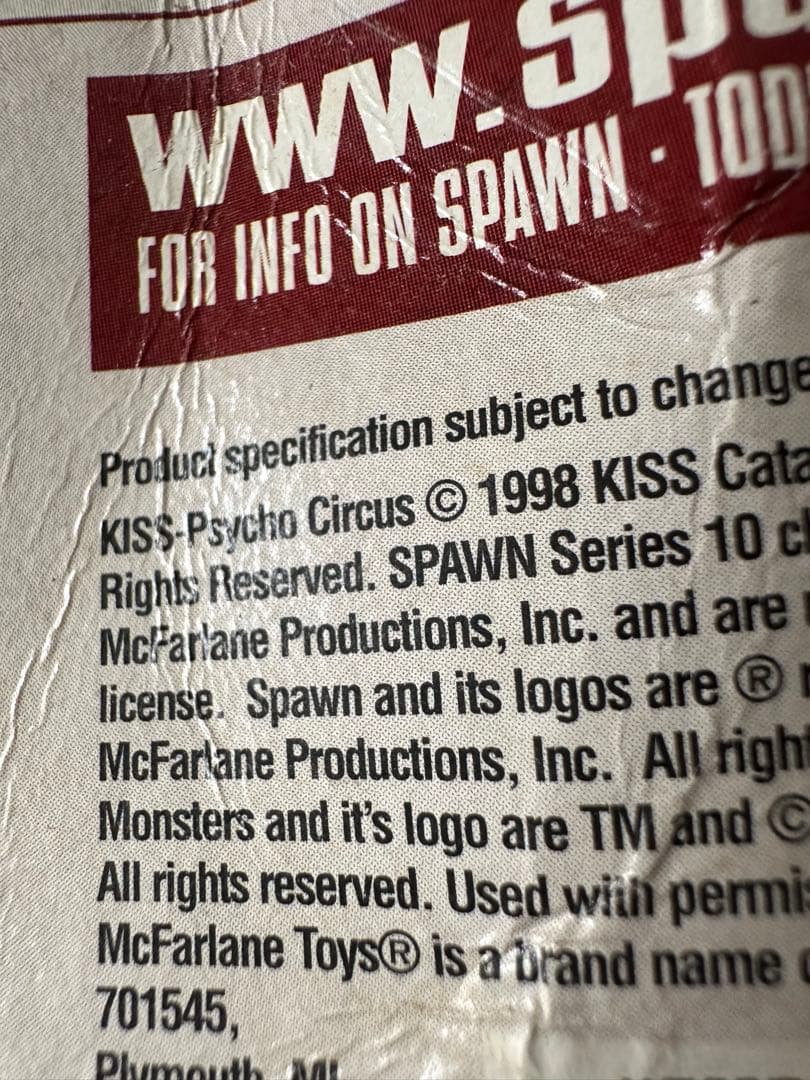 www.sp
FOR INFO ON SPAWN · TOD
Product specification subject to change
KISS-Psycho Circus © 1998 KISS Cata
Rights Reserved. SPAWN Series 10 c
McFarlane Productions, Inc. and are
license. Spawn and its logos are ®
McFarlane Productions, Inc. All right
Monsters and it's logo are TM and ©
All rights reserved. Used with permi
McFarlane Toys® is a brand name
701545,
Plymouth, MI